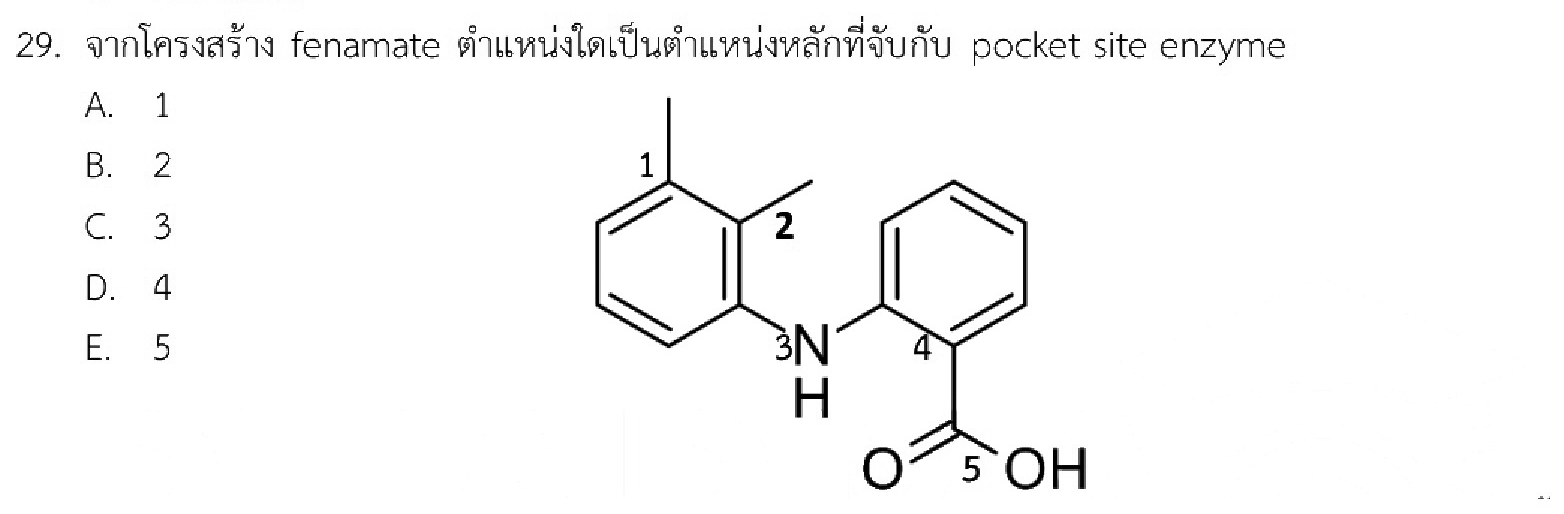 29. จากโครงสร้าง fenamate ตำแหน่งใดเป็นตำแหน่งหลักที่จับกับ pocket site enzyme
A. 1
B. 2
C. 3
D. 4
E. 5
1
2
3 N
H
4
O 5 OH